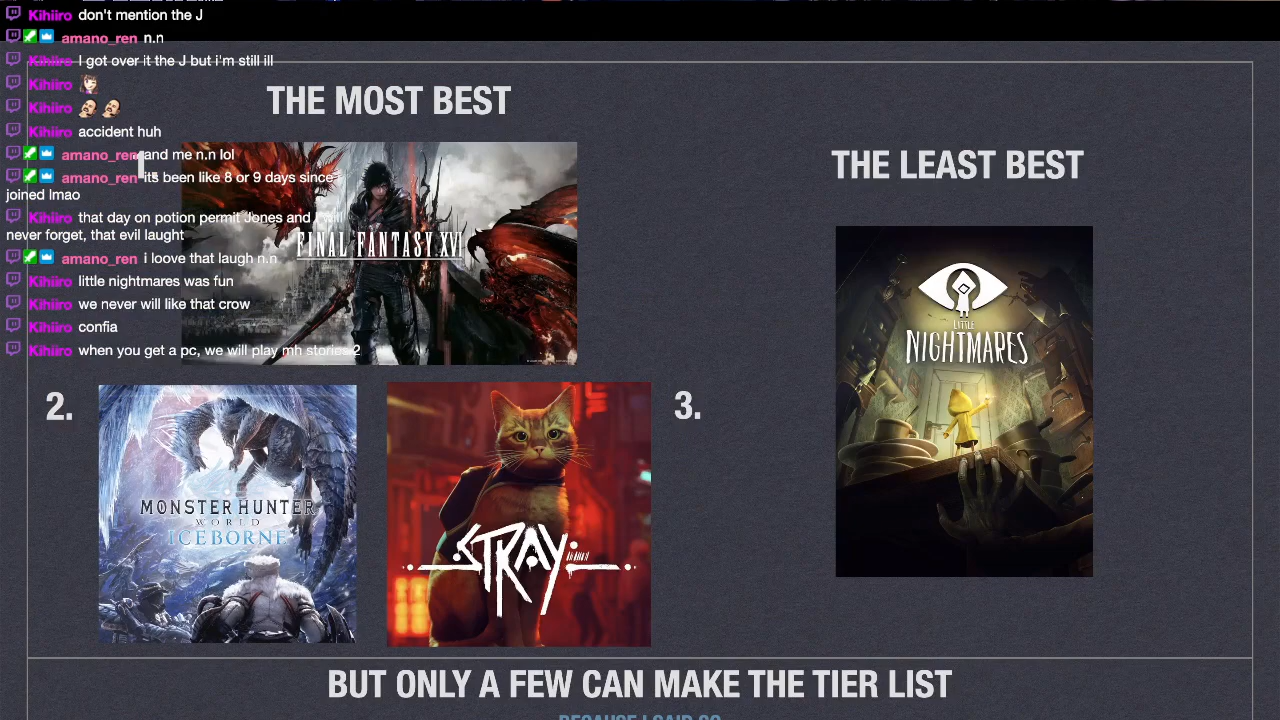 Kihiiro don't mention the J
amano_ren n.n
Kihiiro I got over it the J but i'm still ill
Kihiiro
Kihiiro
Kihiiro accident huh
amano_ren and me n.n lol
amano_ren its been like 8 or 9 days since
joined lmao
Kihiiro that day on potion permit Jones and I will
never forget, that evil laught
amano_ren i loove that laugh n.n
Kihiiro little nightmares was fun
Kihiiro we never will like that crow
Kihiiro confia
Kihiiro when you get a pc, we will play mh stories 2
THE MOST BEST
FINAL FANTASY XVI
2.
MONSTER HUNTER
WORLD
ICEBORNE
STRAY
3.
THE LEAST BEST
LITTLE
NIGHTMARES
BUT ONLY A FEW CAN MAKE THE TIER LIST
BECAUSE I SAID SO